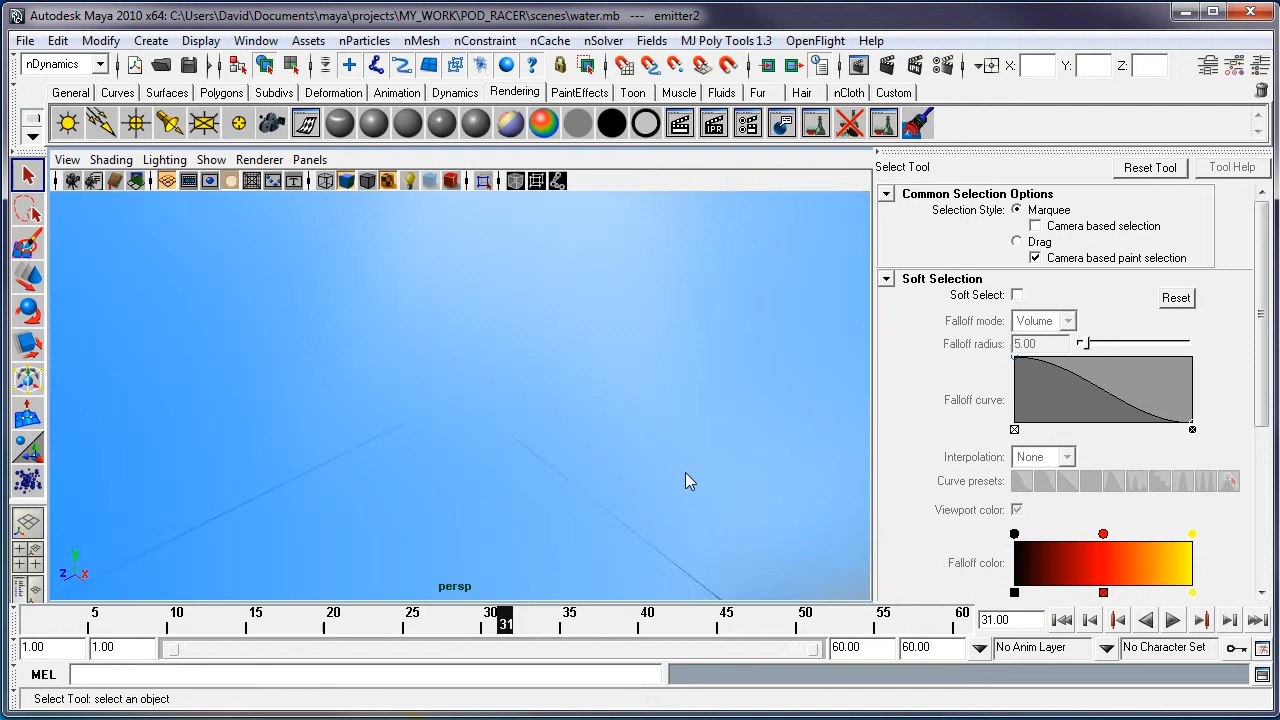 Autodesk Maya 2010 x64: C:\Users\David\Documents\maya\projects\MY_WORK\POD_RACER\scenes\water.mb --- emitter2
File Edit Modify Create Display Window Assets nParticles nMesh nConstraint nCache nSolver Fields MJ Poly Tools 1.3 OpenFlight Help
nDynamics X: Y: Z:
General Curves Surfaces Polygons Subdivs Deformation Animation Dynamics Rendering PaintEffects Toon Muscle Fluids Fur Hair nCloth Custom
IPR
View Shading Lighting Show Renderer Panels
Select Tool Reset Tool Tool Help
Common Selection Options
Selection Style: Marquee
Camera based selection
Drag
Camera based paint selection
Soft Selection
Soft Select: Reset
Falloff mode: Volume
Falloff radius: 5.00
Falloff curve:
Interpolation: None
Curve presets:
Viewport color:
Falloff color:
y
z x
persp
5 10 15 20 25 30 35 40 45 50 55 60
31 31.00
1.00 1.00 60.00 60.00 No Anim Layer No Character Set
MEL
Select Tool: select an object